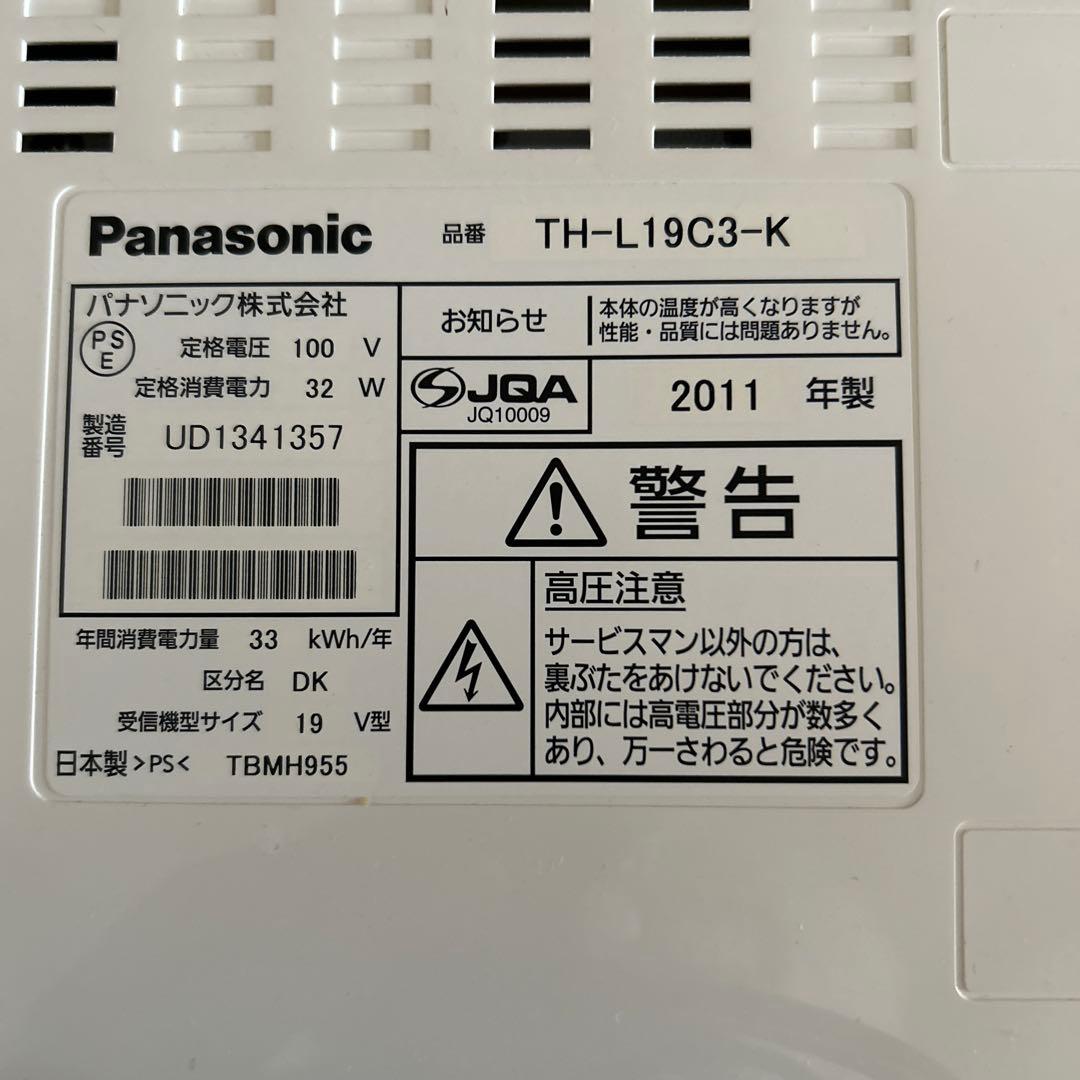 Panasonic 品番 TH-L19C3-K
パナソニック株式会社
PSE 定格電圧 100 V
定格消費電力 32 W
製造番号 UD1341357
お知らせ 本体の温度が高くなりますが
性能・品質には問題ありません。
JQA
JQ10009
2011 年製
警告
高圧注意
サービスマン以外の方は、
裏ぶたをあけないでください。
内部には高電圧部分が数多く
あり、万一さわると危険です。
年間消費電力量 33 kWh/年
区分名 DK
受信機型サイズ 19 V型
日本製 >PS< TBMH955